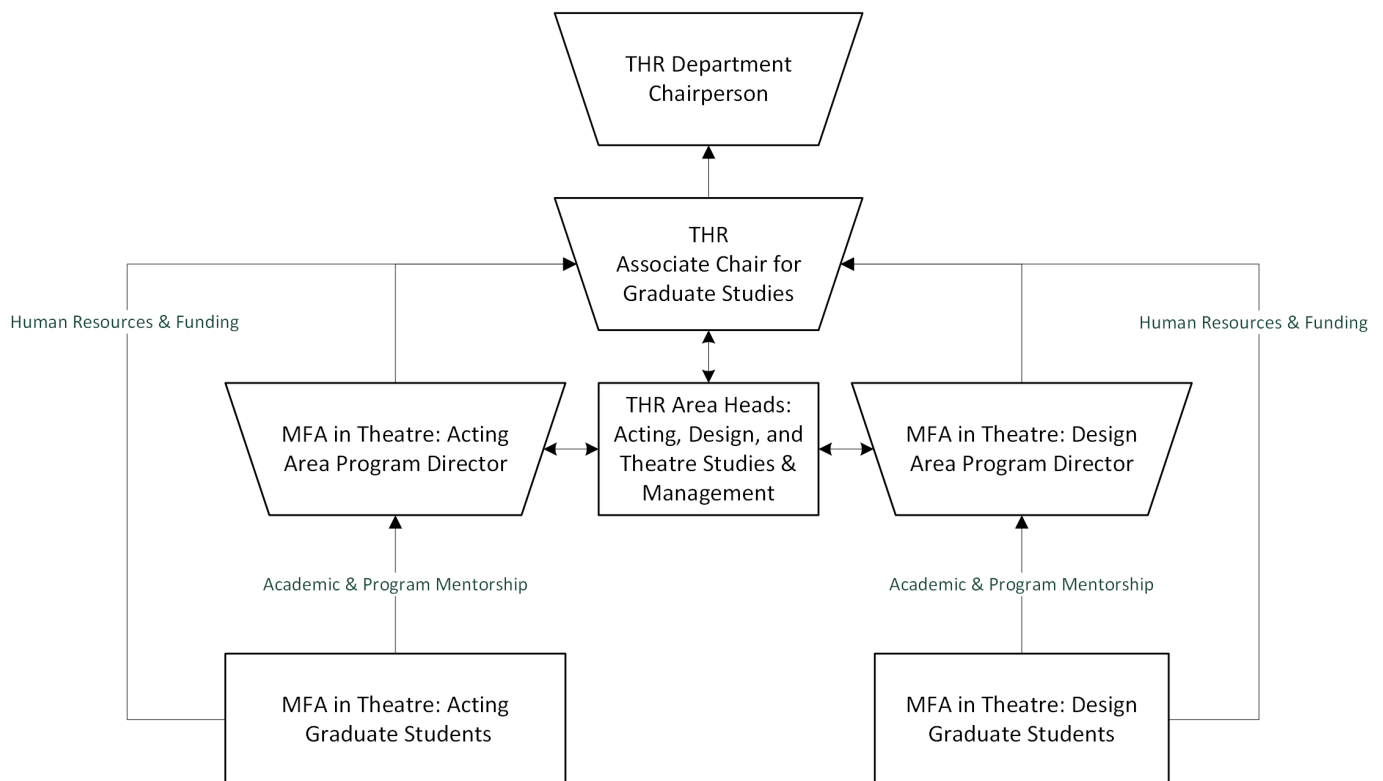 THR Department
Chairperson
THR
Associate Chair for
Graduate Studies
Human Resources & Funding
Human Resources & Funding
MFA in Theatre: Acting
Area Program Director
THR Area Heads:
Acting, Design, and
Theatre Studies &
Management
MFA in Theatre: Design
Area Program Director
Academic & Program Mentorship
Academic & Program Mentorship
MFA in Theatre: Acting
Graduate Students
MFA in Theatre: Design
Graduate Students